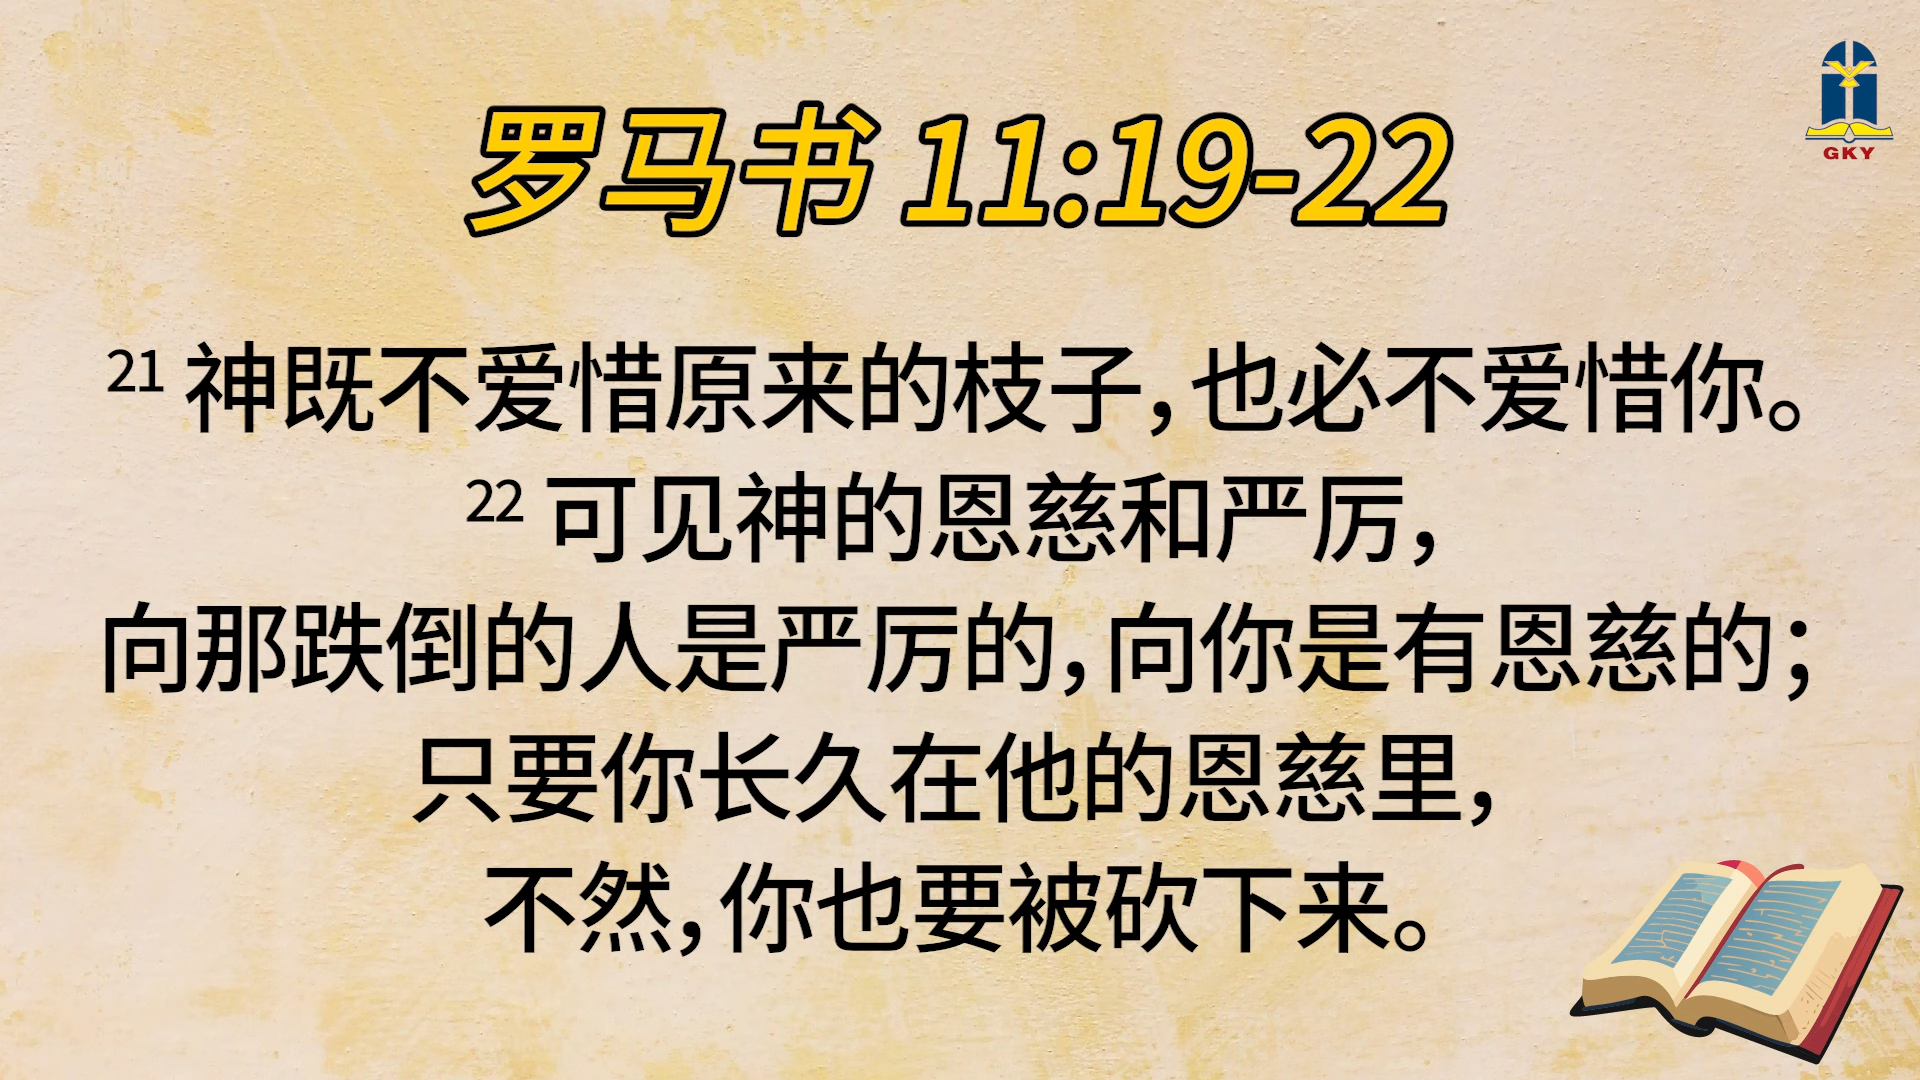 罗马书 11:19-22
GKY
21 神既不爱惜原来的枝子，也必不爱惜你。
22 可见神的恩慈和严厉，
向那跌倒的人是严厉的，向你是有恩慈的；
只要你长久在他的恩慈里，
不然，你也要被砍下来。